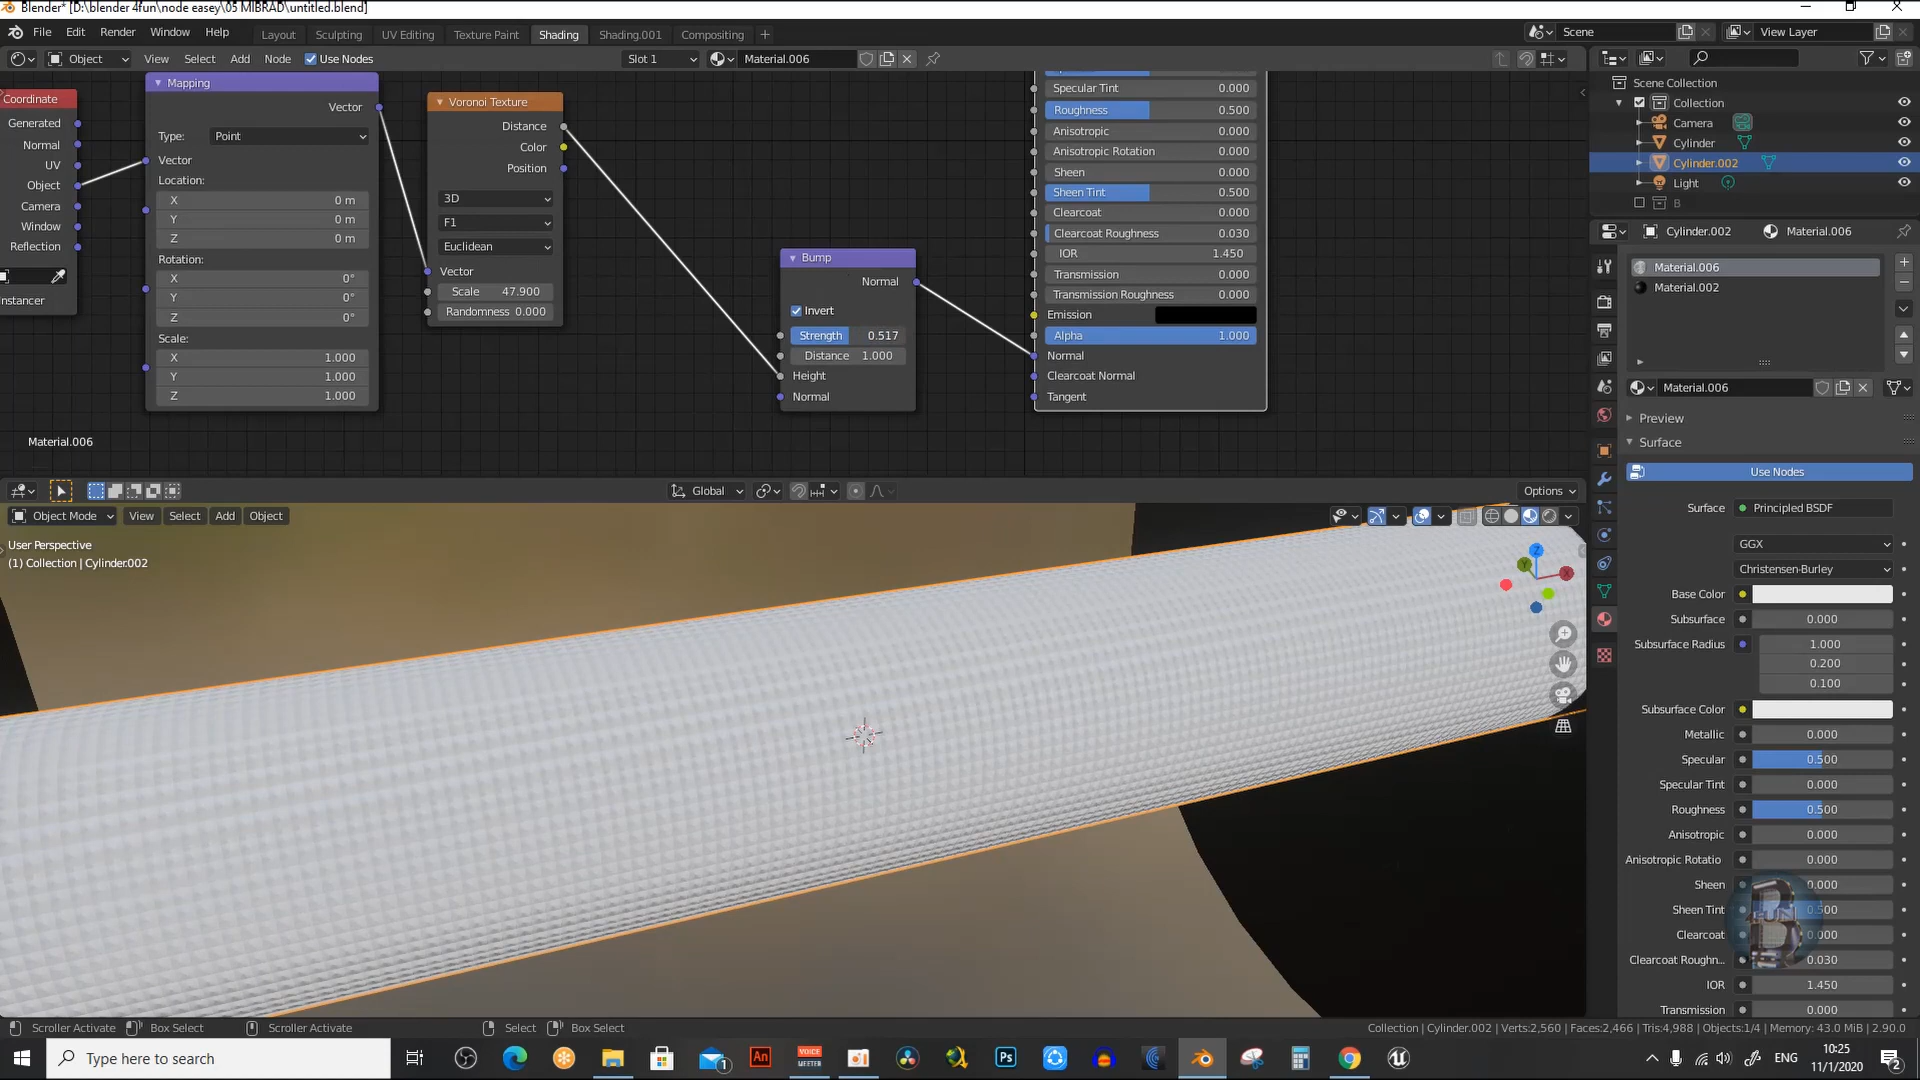 Blender* [D:\blender 4fun\node easey\05 MIBRAD\untitled.blend]
File Edit Render Window Help Layout Sculpting UV Editing Texture Paint Shading Shading.001 Compositing Scene View Layer
Object View Select Add Node Use Nodes Slot 1 Material.006
Coordinate
Generated
Normal
UV
Object
Camera
Window
Reflection
Mapping
Vector
Type: Point
Vector
Location:
X 0 m
Y 0 m
Z 0 m
Rotation:
X 0°
Y 0°
Z 0°
Scale:
X 1.000
Y 1.000
Z 1.000
Voronoi Texture
Distance
Color
Position
3D
F1
Euclidean
Vector
Scale 47.900
Randomness 0.000
Bump
Normal
Invert
Strength 0.517
Distance 1.000
Height
Normal
Specular Tint 0.000
Roughness 0.500
Anisotropic 0.000
Anisotropic Rotation 0.000
Sheen 0.000
Sheen Tint 0.500
Clearcoat 0.000
Clearcoat Roughness 0.030
IOR 1.450
Transmission 0.000
Transmission Roughness 0.000
Emission
Alpha 1.000
Normal
Clearcoat Normal
Tangent
Material.006
Scene Collection
Collection
Camera
Cylinder
Cylinder.002
Light
B
Cylinder.002 Material.006
Material.006
Material.002
Material.006
Preview
Surface
Use Nodes
Surface Principled BSDF
GGX
Christensen-Burley
Base Color
Subsurface 0.000
Subsurface Radius 1.000
0.200
0.100
Subsurface Color
Metallic 0.000
Specular 0.500
Specular Tint 0.000
Roughness 0.500
Anisotropic 0.000
Anisotropic Rotatio 0.000
Sheen 0.000
Sheen Tint 0.500
Clearcoat 0.000
Clearcoat Roughn... 0.030
IOR 1.450
Transmission 0.000
Global Options
Object Mode View Select Add Object
User Perspective
(1) Collection | Cylinder.002
Z
Y
X
B
FUN
Scroller Activate Box Select Scroller Activate Select Box Select Collection | Cylinder.002 | Verts:2,560 | Faces:2,466 | Tris:4,988 | Objects:1/4 | Memory: 43.0 MiB | 2.90.0
Type here to search 1 An VOICE MEETER Ps ENG 10:25
11/1/2020
2